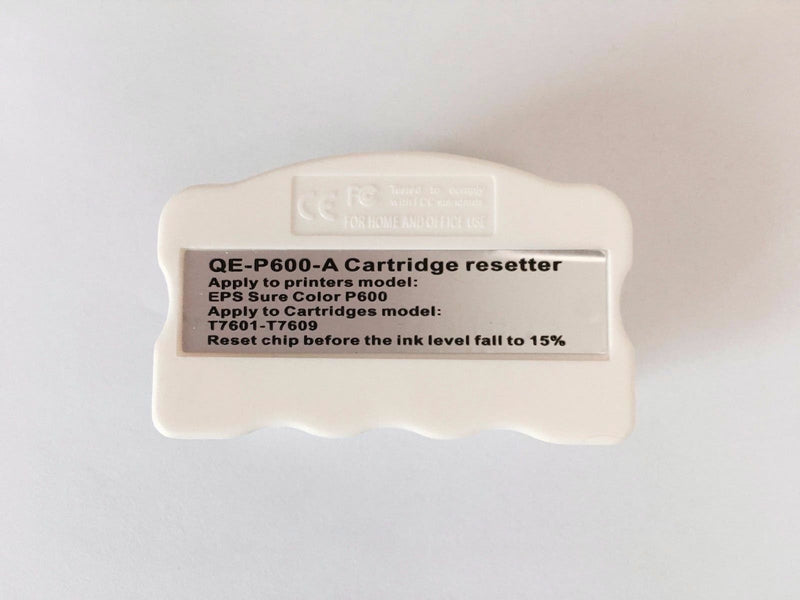 CE FC Tested to comply
with FCC standards
FOR HOME AND OFFICE USE
QE-P600-A Cartridge resetter
Apply to printers model:
EPS Sure Color P600
Apply to Cartridges model:
T7601-T7609
Reset chip before the ink level fall to 15%